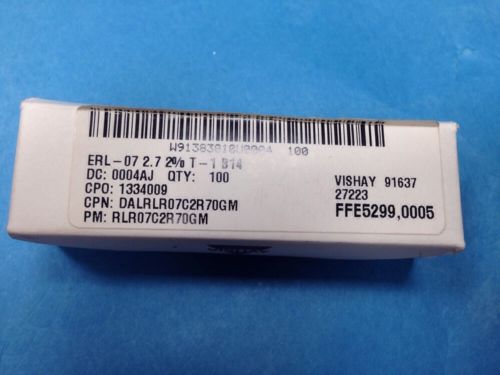 100
ERL-07 2.7 2% T-1 B14
DC: 0004AJ QTY: 100
CPO: 1334009
CPN: DALRLR07C2R70GM
PM: RLR07C2R70GM
VISHAY 91637
27223
FFE5299,0005